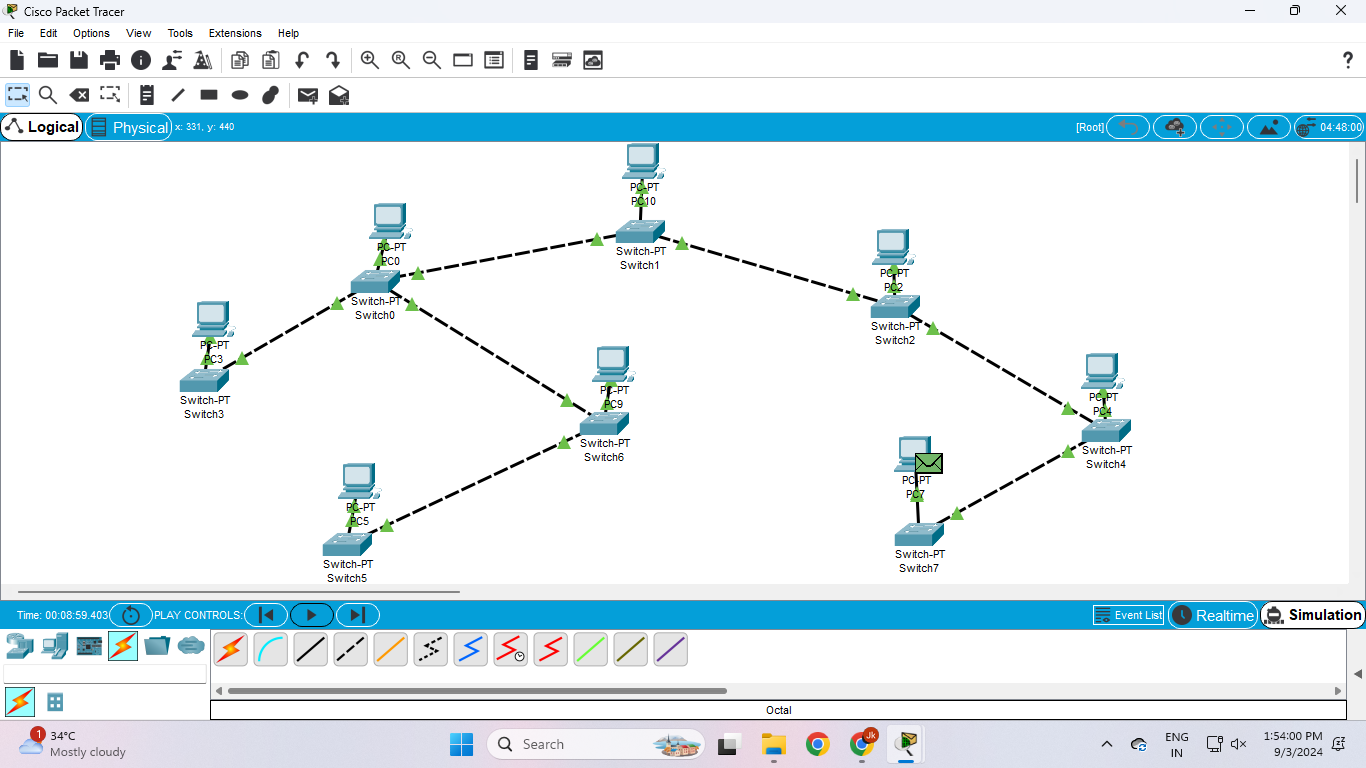 Cisco Packet Tracer
File Edit Options View Tools Extensions Help
Logical Physical x: 331, y: 440 [Root] 04:48:00
PC-PT
PC10
Switch-PT
Switch1
PC-PT
PC0
Switch-PT
Switch0
PC-PT
PC2
Switch-PT
Switch2
PC-PT
PC3
Switch-PT
Switch3
PC-PT
PC9
Switch-PT
Switch6
PC-PT
PC4
Switch-PT
Switch4
PC-PT
PC7
Switch-PT
Switch7
PC-PT
PC5
Switch-PT
Switch5
Time: 00:08:59.403 PLAY CONTROLS: Event List Realtime Simulation
Octal
1 34°C
Mostly cloudy
Search
Jk
ENG
IN
1:54:00 PM
9/3/2024